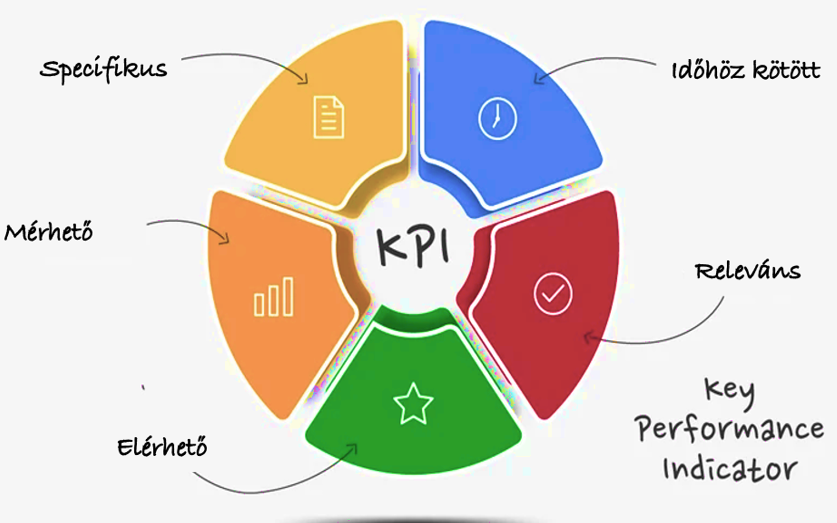 Specifikus
Időhöz kötött
Mérhető
KPI
Releváns
Elérhető
Key
Performance
Indicator